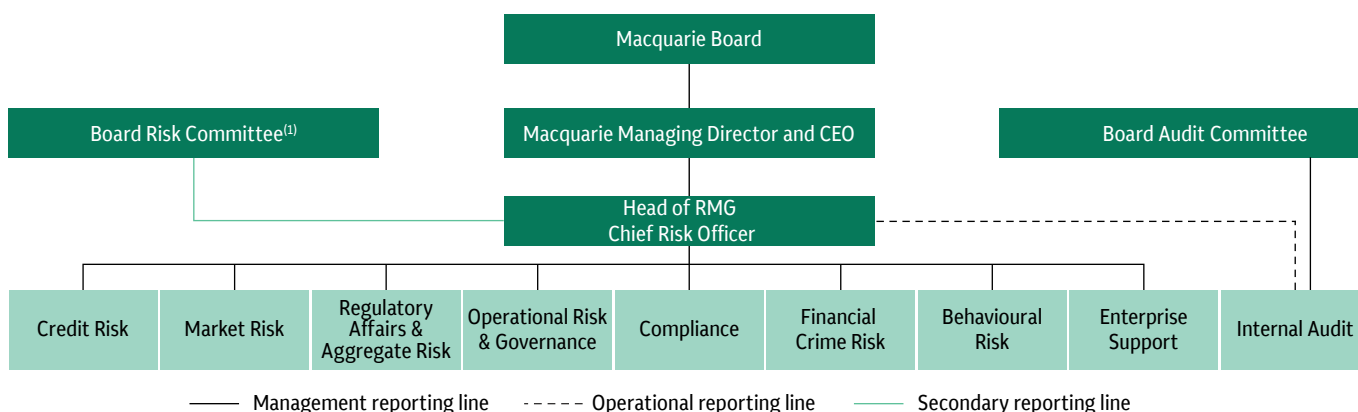 Macquarie Board
Board Risk Committee(1)
Macquarie Managing Director and CEO
Board Audit Committee
Head of RMG
Chief Risk Officer
Credit Risk
Market Risk
Regulatory
Affairs &
Aggregate Risk
Operational Risk
& Governance
Compliance
Financial
Crime Risk
Behavioural
Risk
Enterprise
Support
Internal Audit
Management reporting line
Operational reporting line
Secondary reporting line